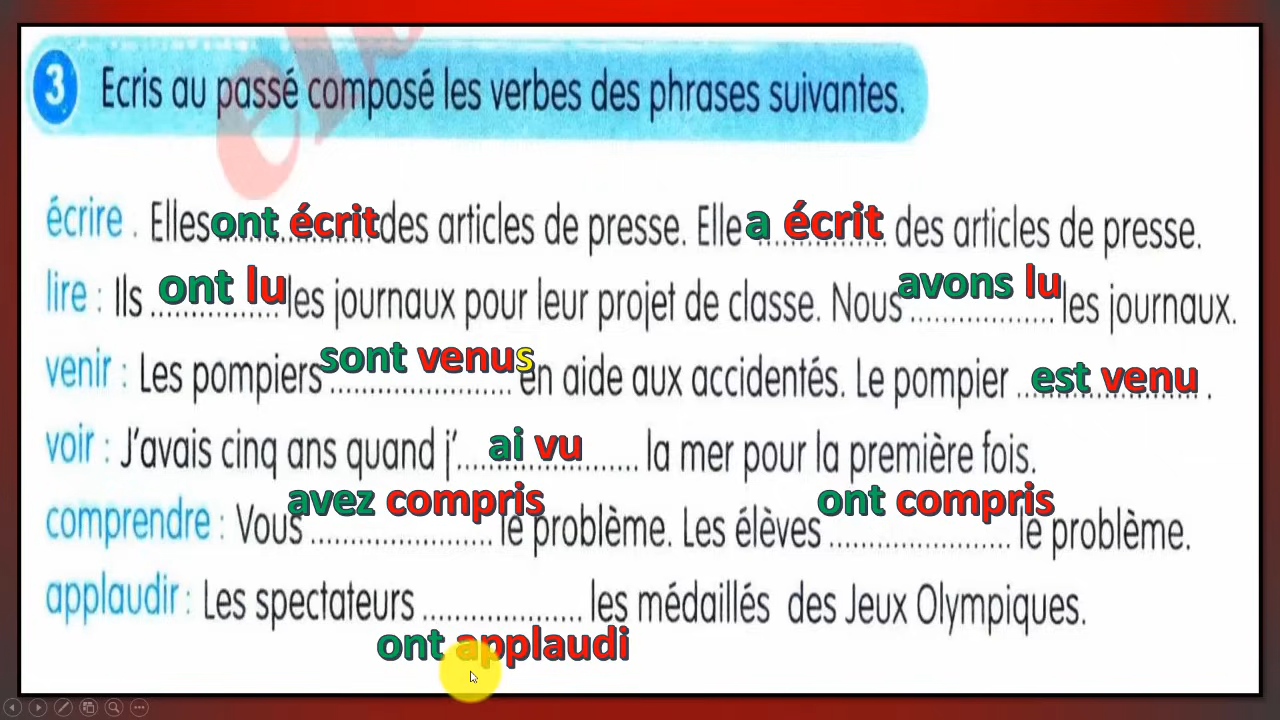 3 Ecris au passé composé les verbes des phrases suivantes.
écrire . Elles ont écrit des articles de presse. Elle a écrit des articles de presse.
lire : Ils ont lu les journaux pour leur projet de classe. Nous avons lu les journaux.
venir : Les pompiers sont venus en aide aux accidentés. Le pompier est venu .
voir : J'avais cinq ans quand j' ai vu la mer pour la première fois.
comprendre : Vous avez compris le problème. Les élèves ont compris le problème.
applaudir : Les spectateurs ont applaudi les médaillés des Jeux Olympiques.